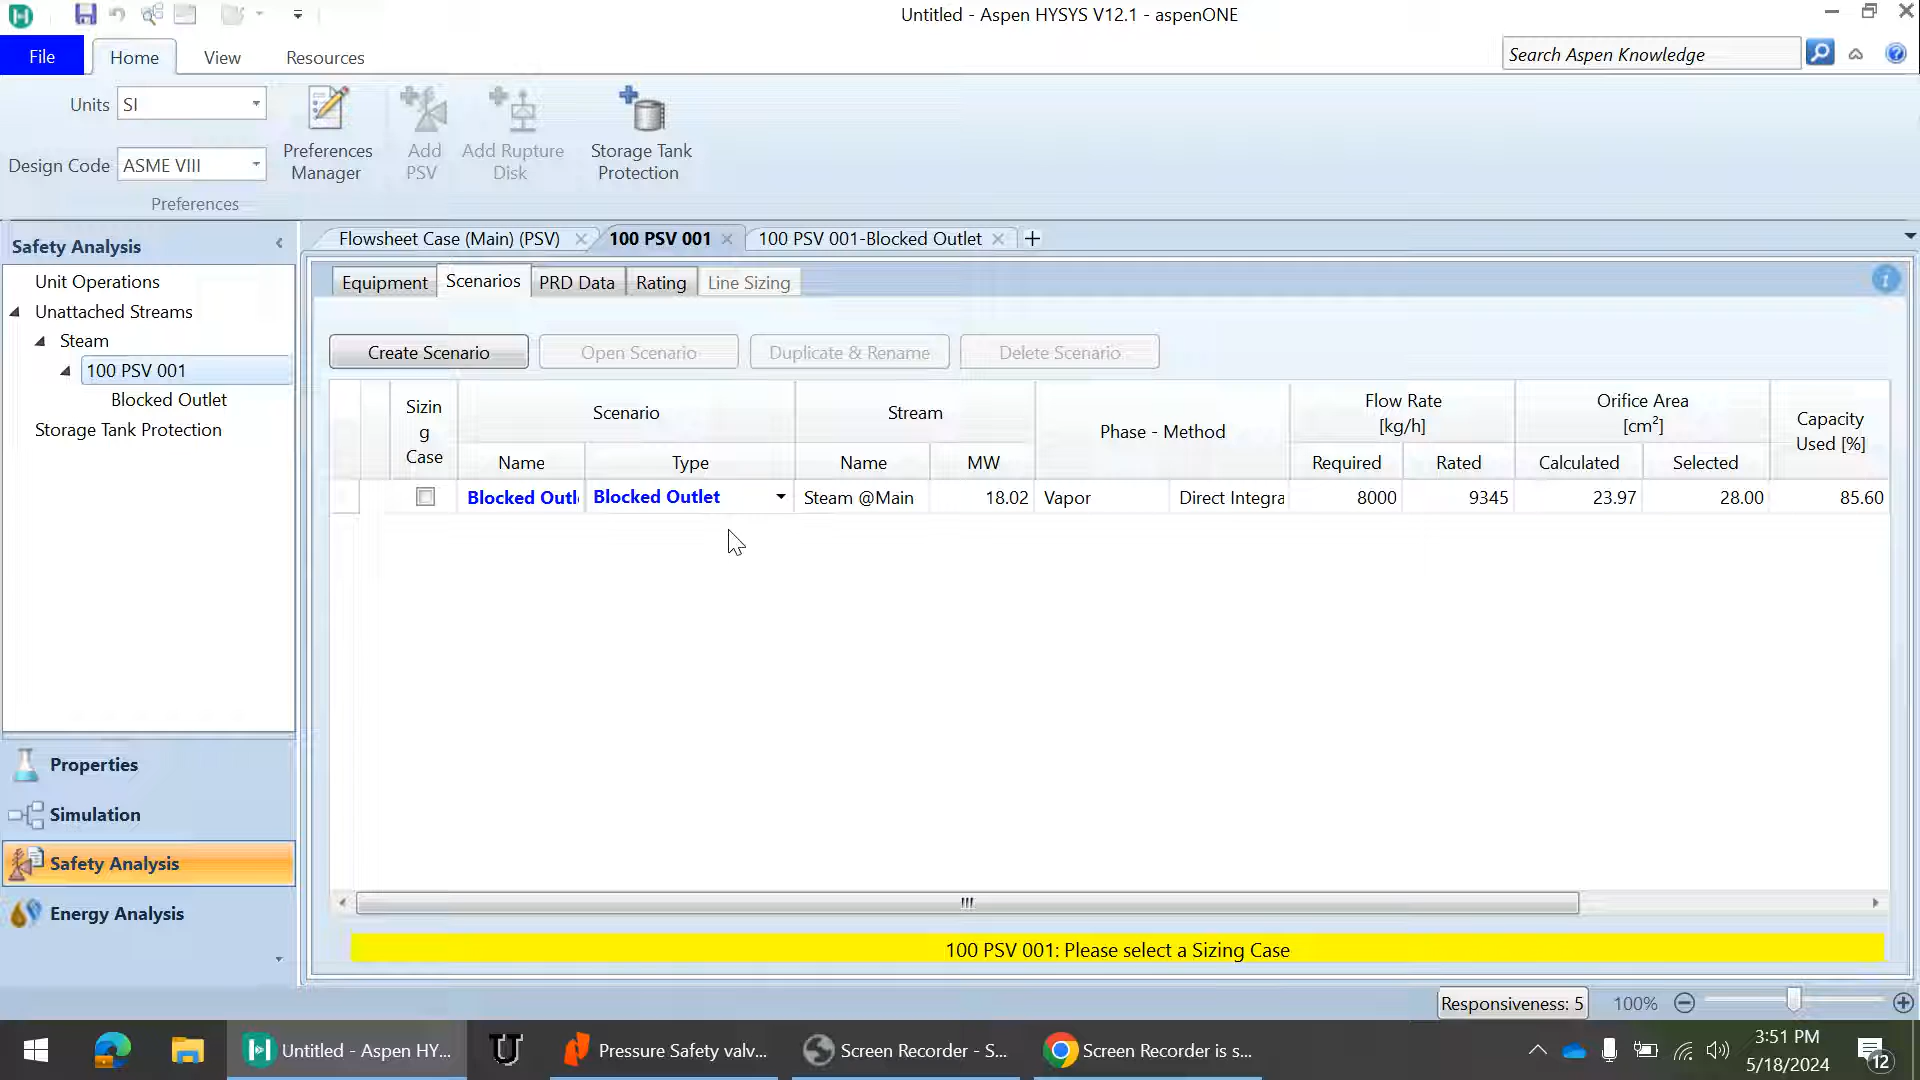 Untitled - Aspen HYSYS V12.1 - aspenONE
File
Home
View
Resources
Search Aspen Knowledge
Units
SI
Design Code
ASME VIII
Preferences
Manager
Add
PSV
Add Rupture
Disk
Storage Tank
Protection
Preferences
Safety Analysis
Unit Operations
Unattached Streams
Steam
100 PSV 001
Blocked Outlet
Storage Tank Protection
Properties
Simulation
Safety Analysis
Energy Analysis
Flowsheet Case (Main) (PSV)
100 PSV 001
100 PSV 001-Blocked Outlet
Equipment
Scenarios
PRD Data
Rating
Line Sizing
Create Scenario
Open Scenario
Duplicate & Rename
Delete Scenario
Sizin
g
Case
Scenario
Stream
Phase - Method
Flow Rate
[kg/h]
Orifice Area
[cm²]
Capacity
Used [%]
Name
Type
Name
MW
Required
Rated
Calculated
Selected
Blocked Outl
Blocked Outlet
Steam @Main
18.02
Vapor
Direct Integra
8000
9345
23.97
28.00
85.60
100 PSV 001: Please select a Sizing Case
Responsiveness: 5
100%
Untitled - Aspen HY...
Pressure Safety valv...
Screen Recorder - S...
Screen Recorder is s...
3:51 PM
5/18/2024
12